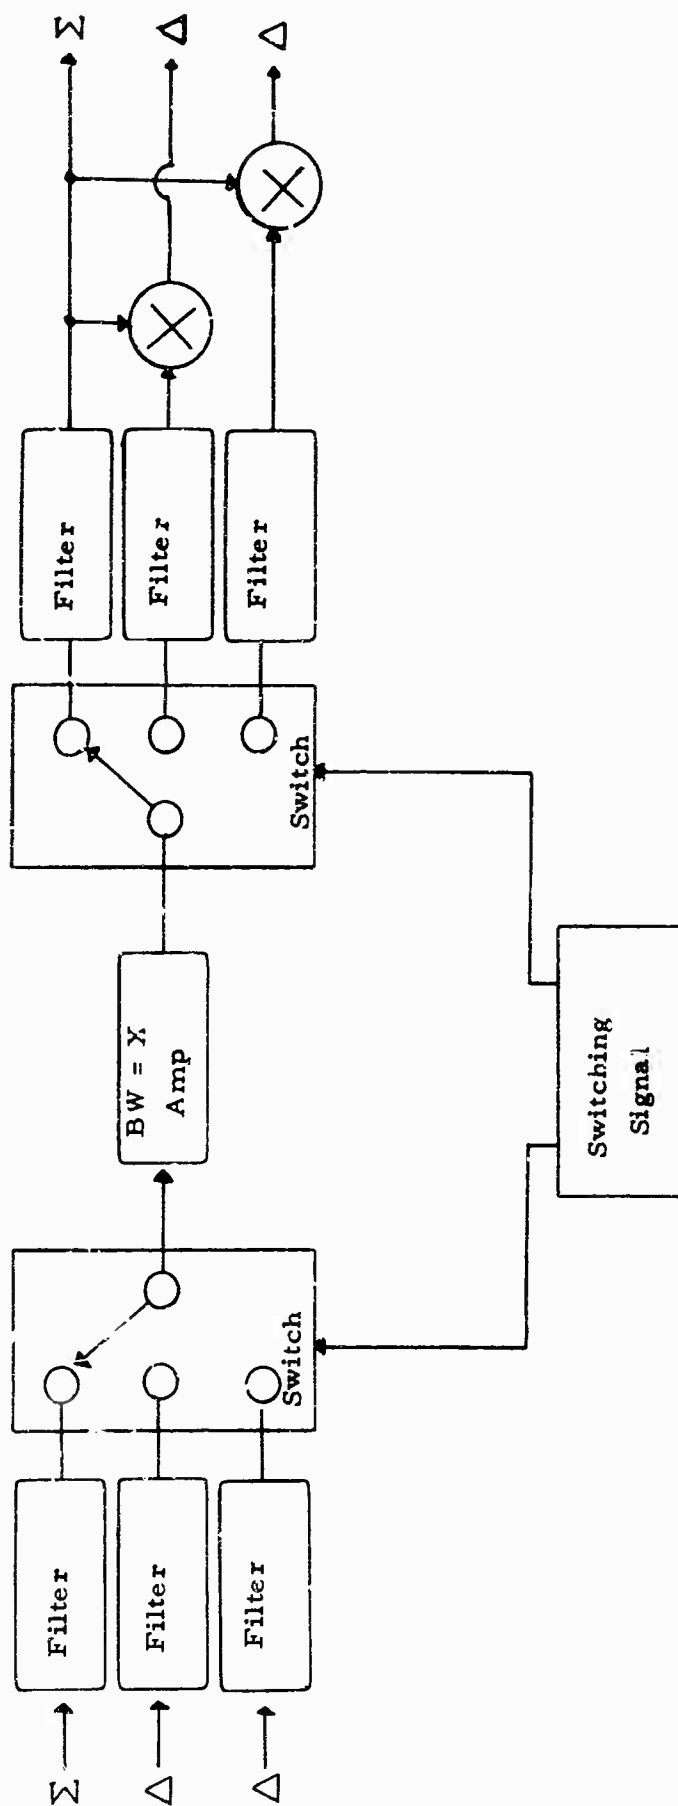 Σ
Δ
Δ
Filter
Filter
Filter
Switch
BW = X
Amp
Switch
Filter
Filter
Filter
Σ
Δ
Δ
Switching
Signal